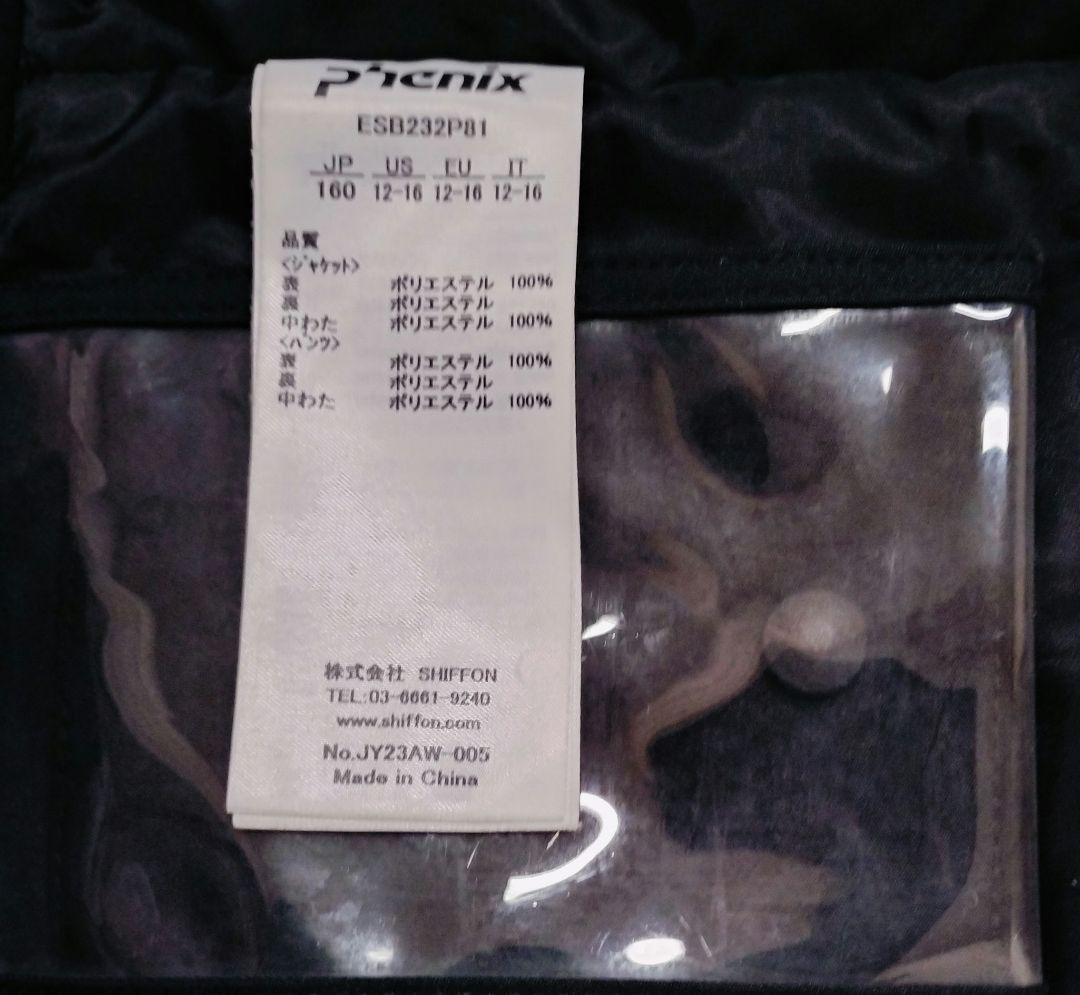 phenix
ESB232P81
JP US EU IT
160 12-16 12-16 12-16
品質
<ｼﾞｬｹｯﾄ>
表 ポリエステル 100%
裏 ポリエステル
中わた ポリエステル 100%
<ﾊﾟﾝﾂ>
表 ポリエステル 100%
裏 ポリエステル
中わた ポリエステル 100%
株式会社 SHIFFON
TEL:03-6661-9240
www.shiffon.com
No.JY23AW-005
Made in China